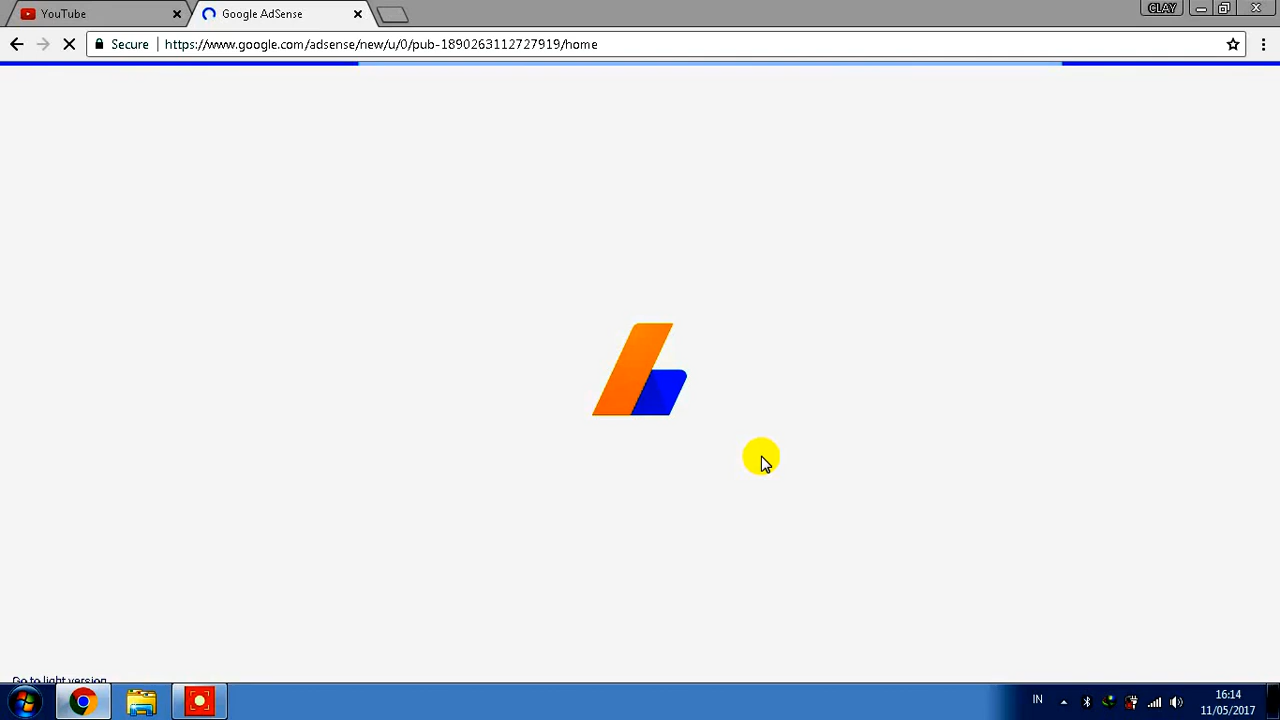 YouTube
Google AdSense
CLAY
Secure
https://www.google.com/adsense/new/u/0/pub-1890263112727919/home
Go to light version
IN
16:14
11/05/2017